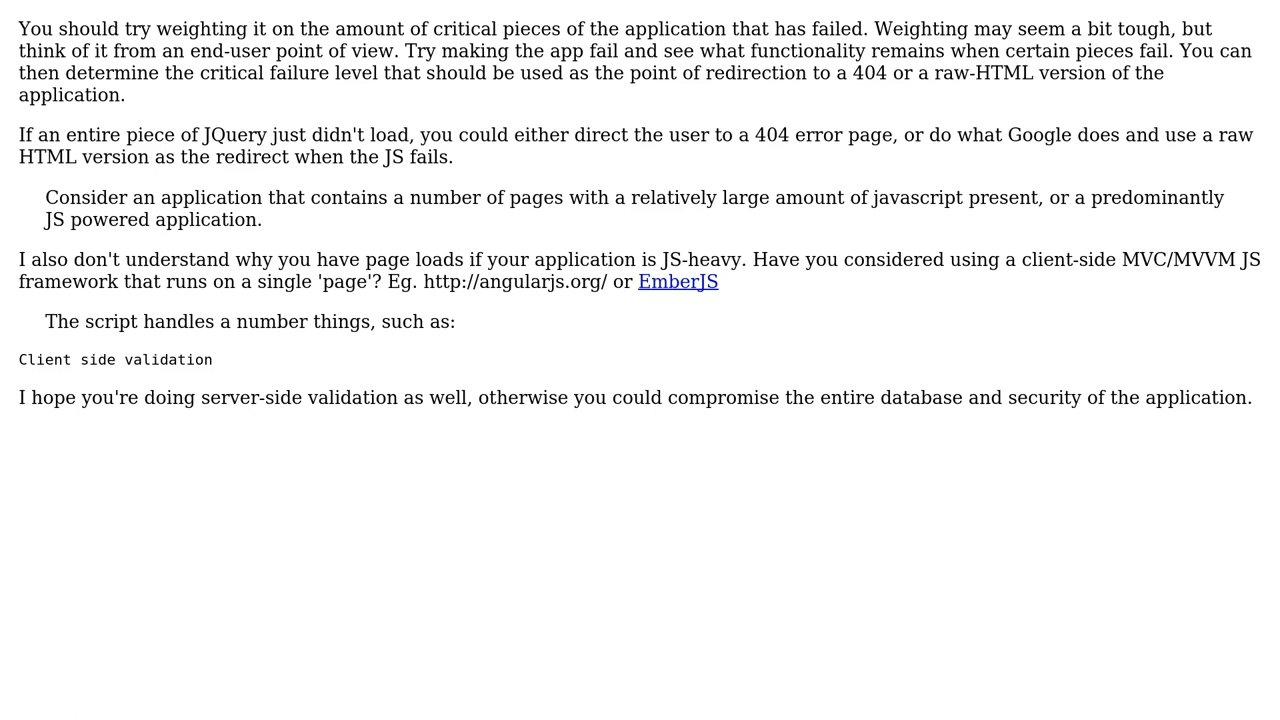 You should try weighting it on the amount of critical pieces of the application that has failed. Weighting may seem a bit tough, but
think of it from an end-user point of view. Try making the app fail and see what functionality remains when certain pieces fail. You can
then determine the critical failure level that should be used as the point of redirection to a 404 or a raw-HTML version of the
application.
If an entire piece of JQuery just didn't load, you could either direct the user to a 404 error page, or do what Google does and use a raw
HTML version as the redirect when the JS fails.
Consider an application that contains a number of pages with a relatively large amount of javascript present, or a predominantly
JS powered application.
I also don't understand why you have page loads if your application is JS-heavy. Have you considered using a client-side MVC/MVVM JS
framework that runs on a single 'page'? Eg. http://angularjs.org/ or EmberJS
The script handles a number things, such as:
Client side validation
I hope you're doing server-side validation as well, otherwise you could compromise the entire database and security of the application.